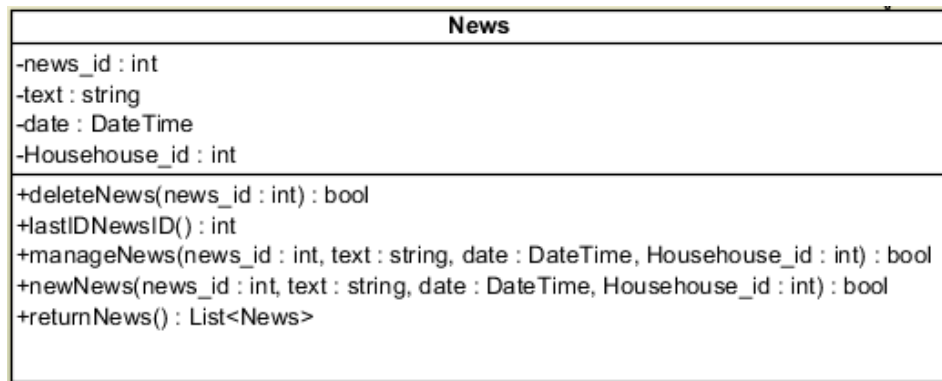 News
-news_id : int
-text : string
-date : DateTime
-Househouse_id : int
+deleteNews(news_id : int) : bool
+lastIDNewsID() : int
+manageNews(news_id : int, text : string, date : DateTime, Househouse_id : int) : bool
+newNews(news_id : int, text : string, date : DateTime, Househouse_id : int) : bool
+returnNews() : List<News>